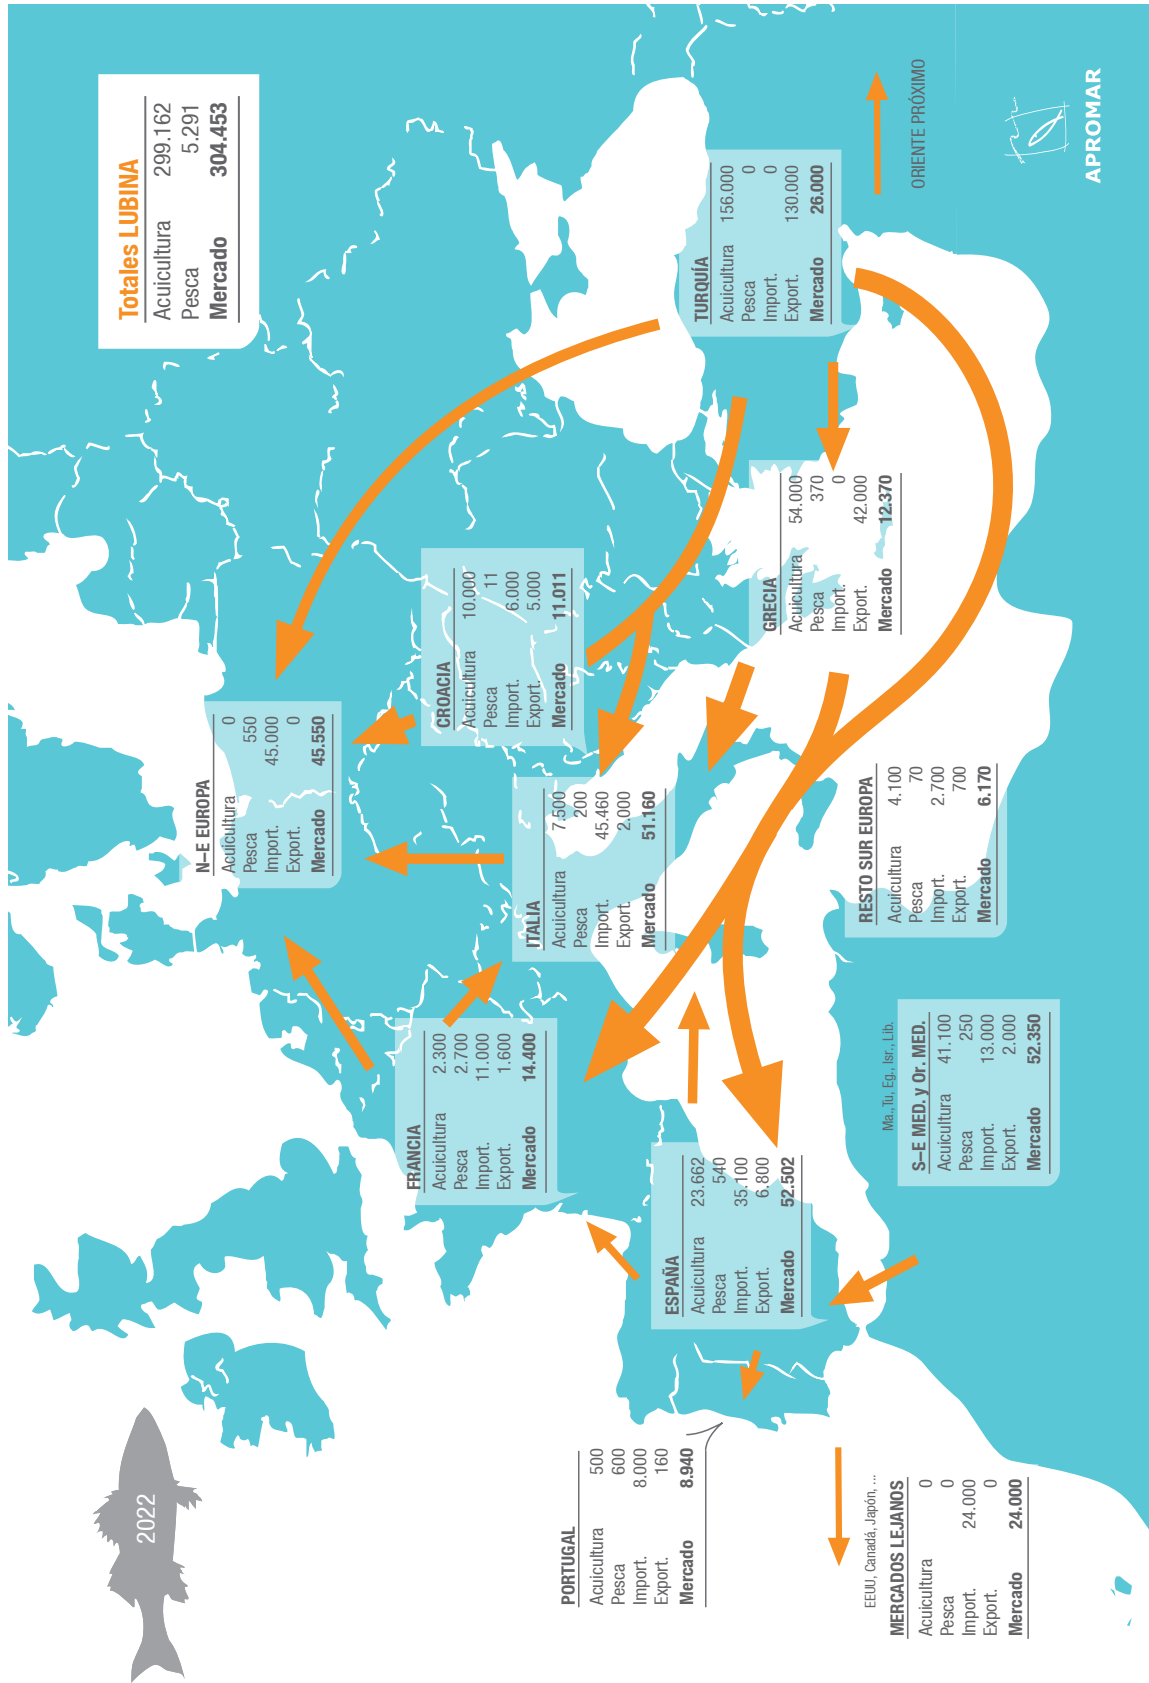 2022
Totales LUBINA
Acuicultura 299.162
Pesca 5.291
Mercado 304.453
N–E EUROPA
Acuicultura 0
Pesca 550
Import. 45.000
Export. 0
Mercado 45.550
FRANCIA
Acuicultura 2.300
Pesca 2.700
Import. 11.000
Export. 1.600
Mercado 14.400
CROACIA
Acuicultura 10.000
Pesca 11
Import. 6.000
Export. 5.000
Mercado 11.011
ITALIA
Acuicultura 7.500
Pesca 200
Import. 45.460
Export. 2.000
Mercado 51.160
PORTUGAL
Acuicultura 500
Pesca 600
Import. 8.000
Export. 160
Mercado 8.940
ESPAÑA
Acuicultura 23.662
Pesca 540
Import. 35.100
Export. 6.800
Mercado 52.502
TURQUÍA
Acuicultura 156.000
Pesca 0
Import. 0
Export. 130.000
Mercado 26.000
GRECIA
Acuicultura 54.000
Pesca 370
Import. 0
Export. 42.000
Mercado 12.370
EEUU, Canadá, Japón, ...
MERCADOS LEJANOS
Acuicultura 0
Pesca 0
Import. 24.000
Export. 0
Mercado 24.000
Ma., Tu, Eg., Isr., Lib.
S–E MED. y Or. MED.
Acuicultura 41.100
Pesca 250
Import. 13.000
Export. 2.000
Mercado 52.350
RESTO SUR EUROPA
Acuicultura 4.100
Pesca 70
Import. 2.700
Export. 700
Mercado 6.170
ORIENTE PRÓXIMO
APROMAR